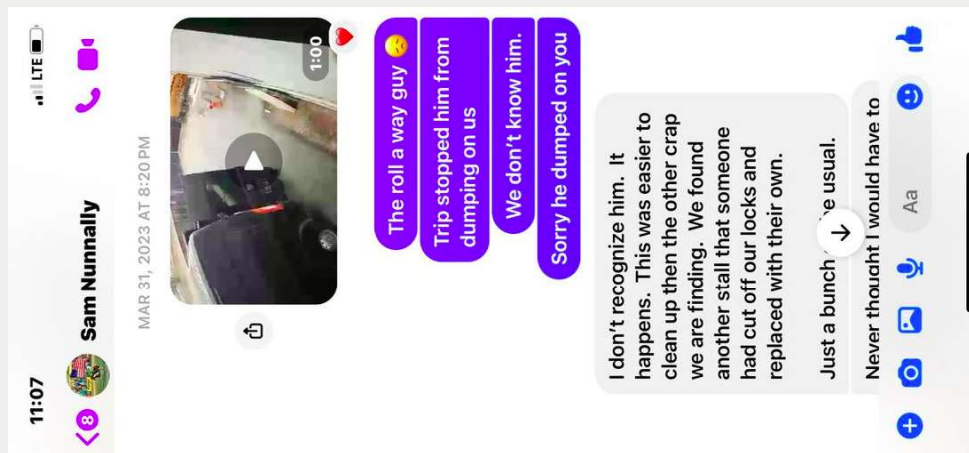 11:07
LTE
8
Sam Nunnally
MAR 31, 2023 AT 8:20 PM
1:00
The roll a way guy
Trip stopped him from
dumping on us
We don't know him.
Sorry he dumped on you
I don't recognize him. It
happens. This was easier to
clean up then the other crap
we are finding. We found
another stall that someone
had cut off our locks and
replaced with their own.
Just a bunch usual.
Never thought I would have to
Aa